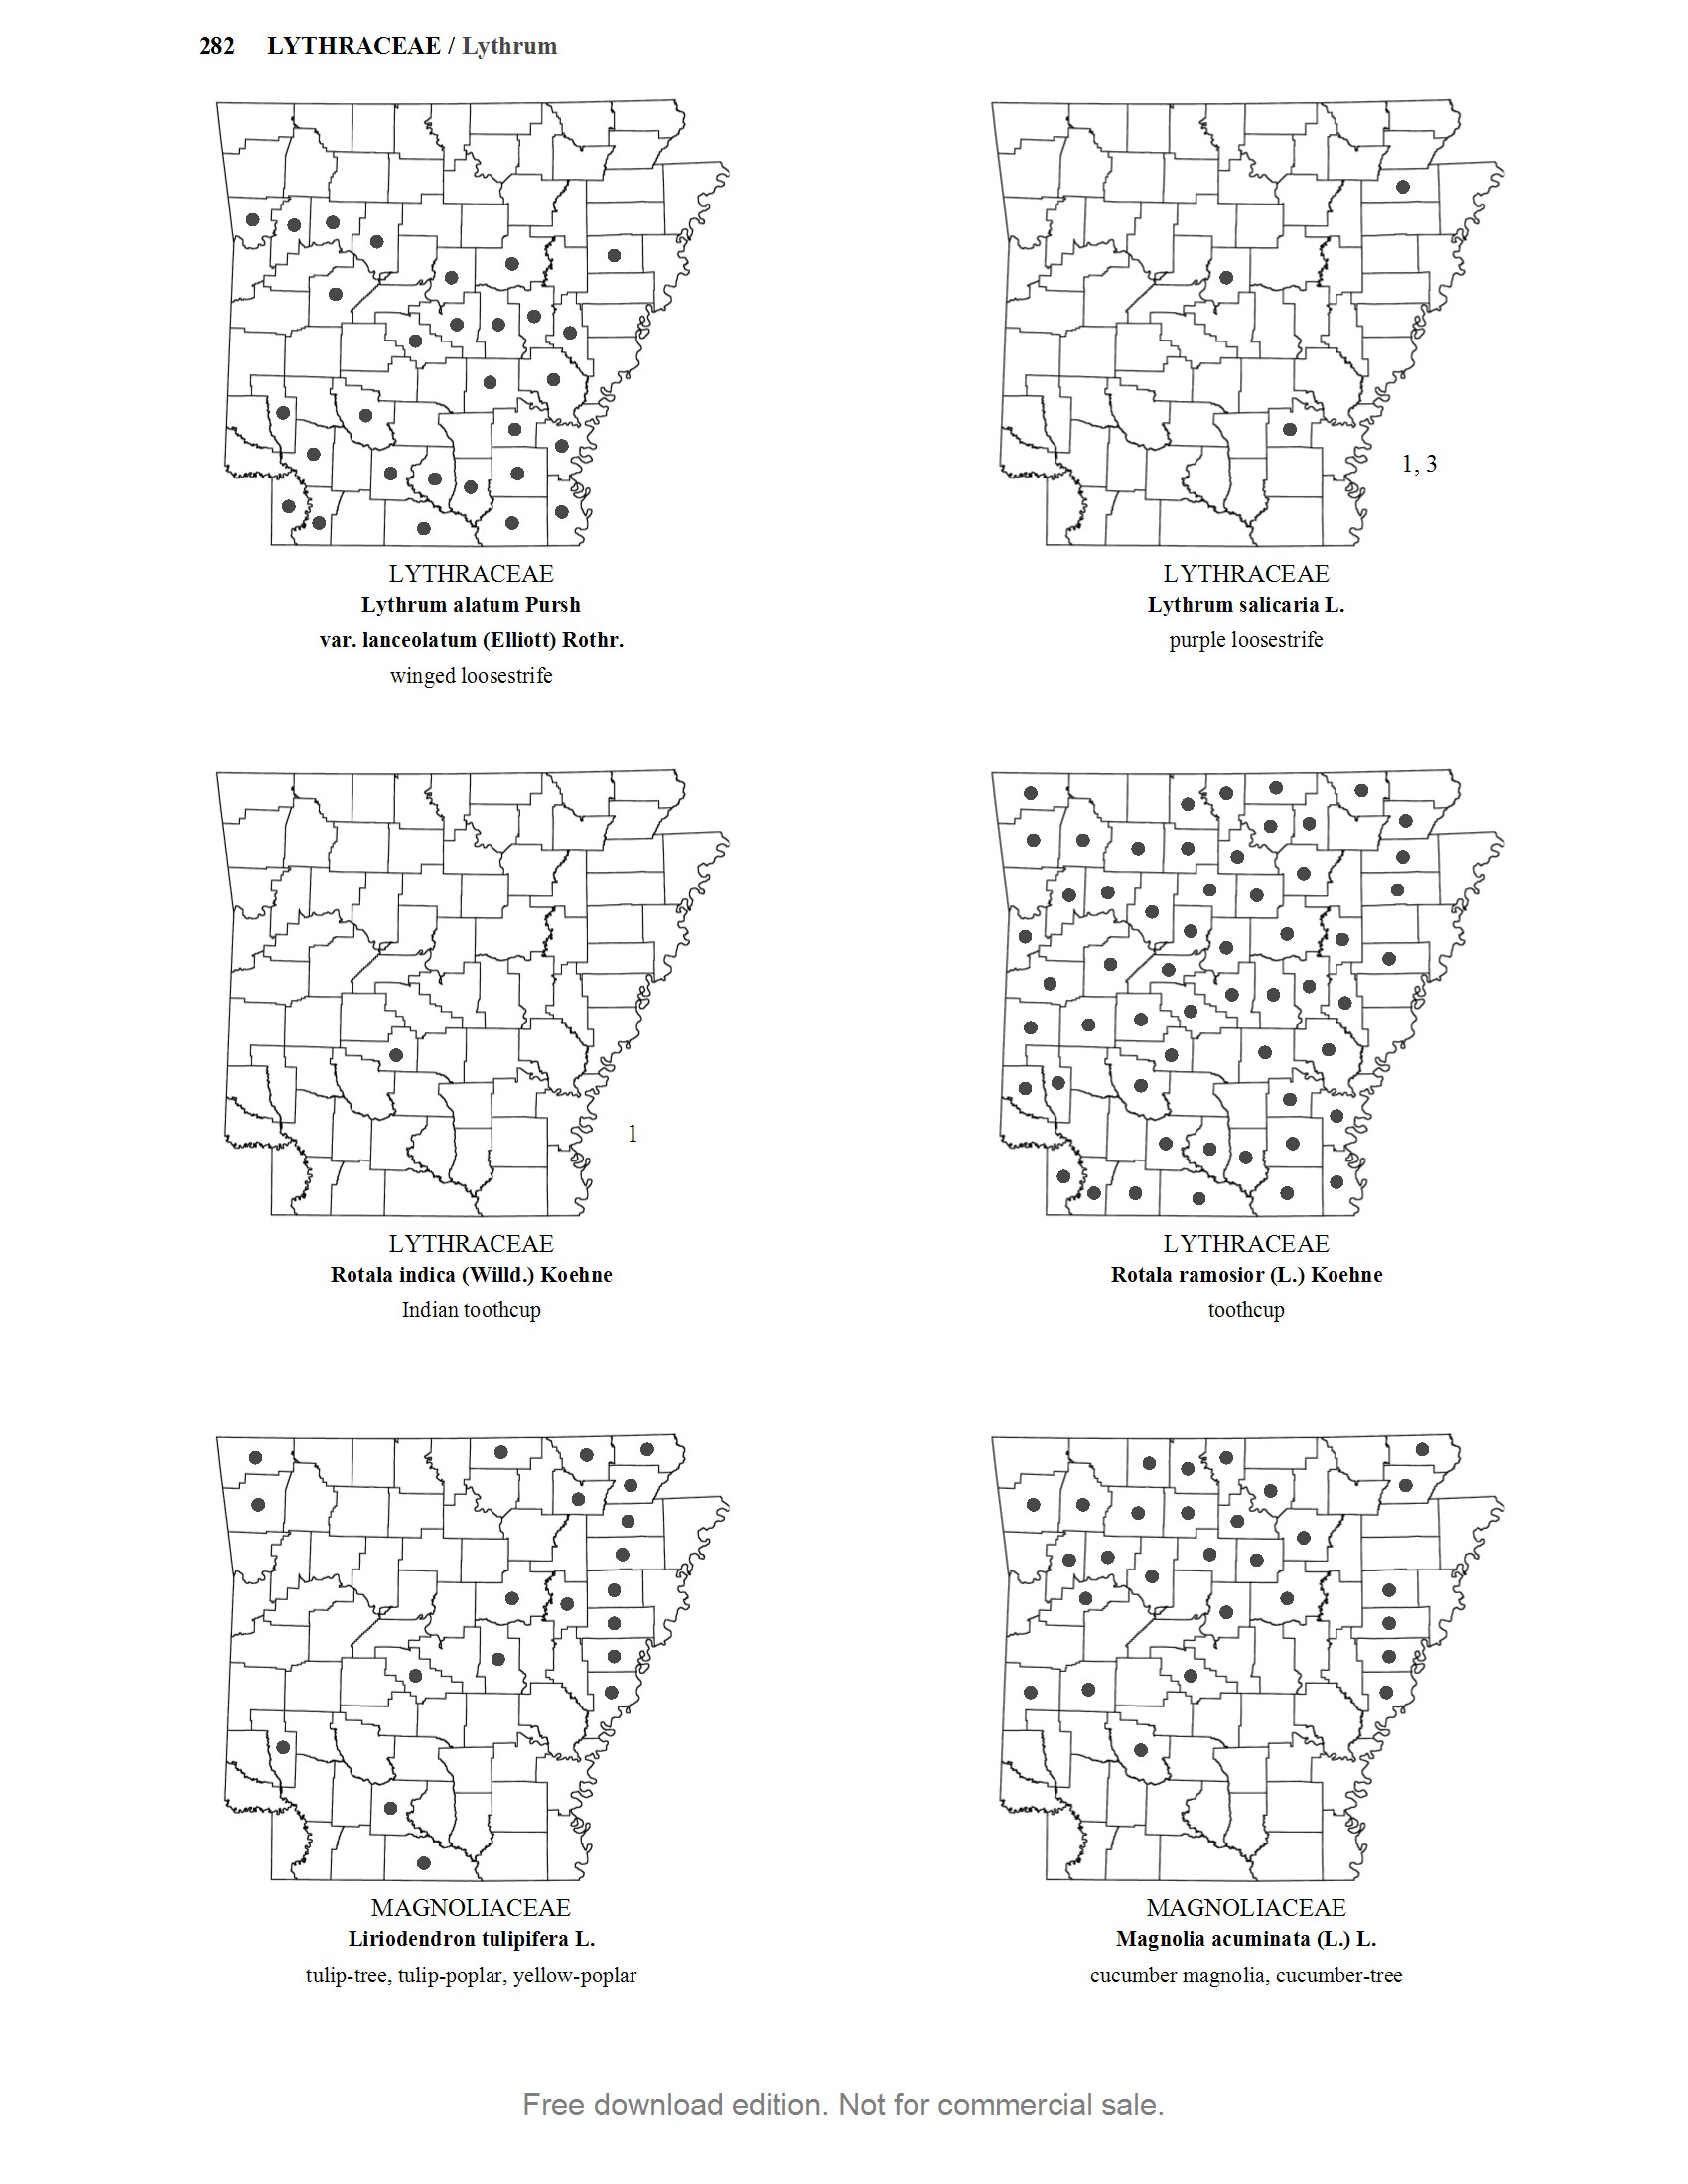 282 LYTHRACEAE / Lythrum
LYTHRACEAE
Lythrum alatum Pursh
var. lanceolatum (Elliott) Rothr.
winged loosestrife
1, 3
LYTHRACEAE
Lythrum salicaria L.
purple loosestrife
1
LYTHRACEAE
Rotala indica (Willd.) Koehne
Indian toothcup
LYTHRACEAE
Rotala ramosior (L.) Koehne
toothcup
MAGNOLIACEAE
Liriodendron tulipifera L.
tulip-tree, tulip-poplar, yellow-poplar
MAGNOLIACEAE
Magnolia acuminata (L.) L.
cucumber magnolia, cucumber-tree
Free download edition. Not for commercial sale.